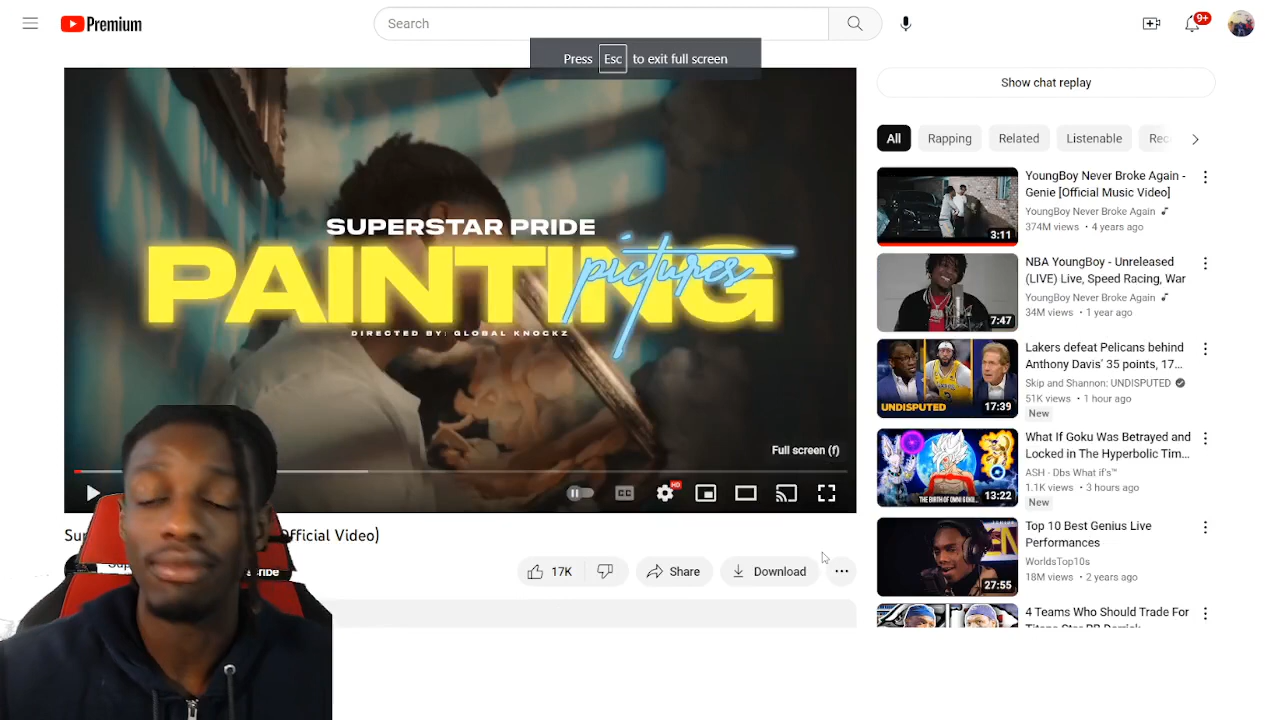 Premium
Search
9+
Press Esc to exit full screen
SUPERSTAR PRIDE
PAINTING
pictures
DIRECTED BY: GLOBAL KNOCKZ
Full screen (f)
HD
CC
Official Video)
17K
Share
Download
Show chat replay
All
Rapping
Related
Listenable
Rec
YoungBoy Never Broke Again -
Genie [Official Music Video]
YoungBoy Never Broke Again
374M views • 4 years ago
3:11
NBA YoungBoy - Unreleased
(LIVE) Live, Speed Racing, War
YoungBoy Never Broke Again
34M views • 1 year ago
7:47
Lakers defeat Pelicans behind
Anthony Davis' 35 points, 17...
Skip and Shannon: UNDISPUTED
51K views • 1 hour ago
New
UNDISPUTED
17:39
What If Goku Was Betrayed and
Locked in The Hyperbolic Tim...
ASH - Dbs What if's™
1.1K views • 3 hours ago
New
13:22
Top 10 Best Genius Live
Performances
WorldsTop10s
18M views • 2 years ago
27:55
4 Teams Who Should Trade For